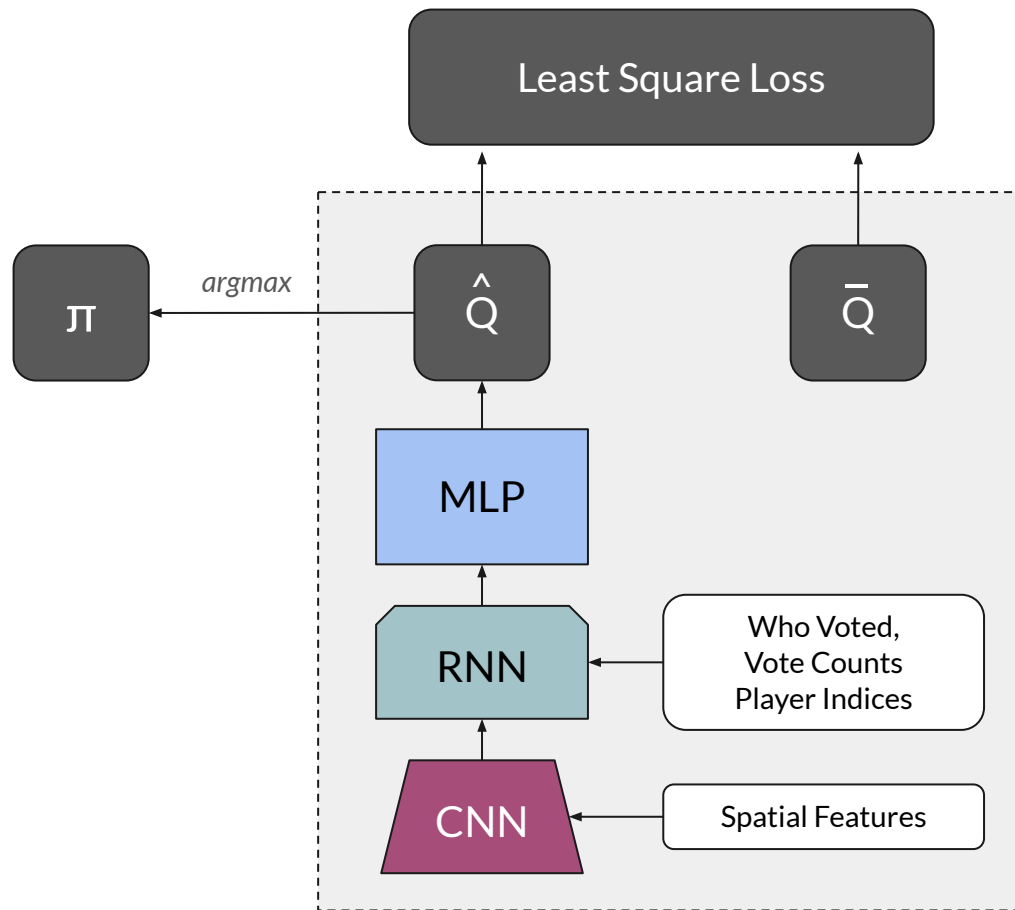 Least Square Loss
π
argmax
Q̂
Q̄
MLP
RNN
Who Voted,
Vote Counts
Player Indices
CNN
Spatial Features